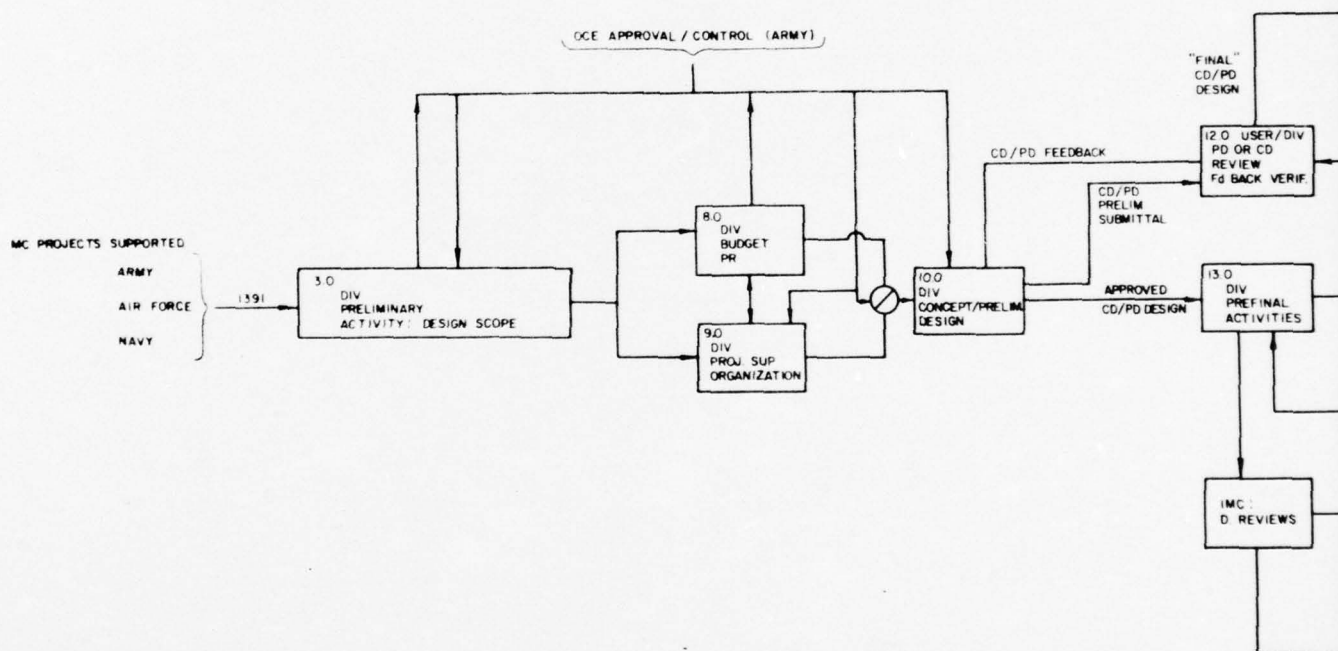 OCE APPROVAL / CONTROL (ARMY)
"FINAL"
CD/PD
DESIGN
12.0 USER/DIV
PD OR CD
REVIEW
Fd BACK VERIF.
CD/PD FEEDBACK
CD/PD
PRELIM
SUBMITTAL
8.0
DIV
BUDGET
PR
MC PROJECTS SUPPORTED
ARMY
AIR FORCE
NAVY
1391
3.0
DIV
PRELIMINARY
ACTIVITY: DESIGN SCOPE
9.0
DIV
PROJ. SUP
ORGANIZATION
10.0
DIV
CONCEPT/PRELIM.
DESIGN
APPROVED
CD/PD DESIGN
13.0
DIV
PREFINAL
ACTIVITIES
IMC:
D. REVIEWS